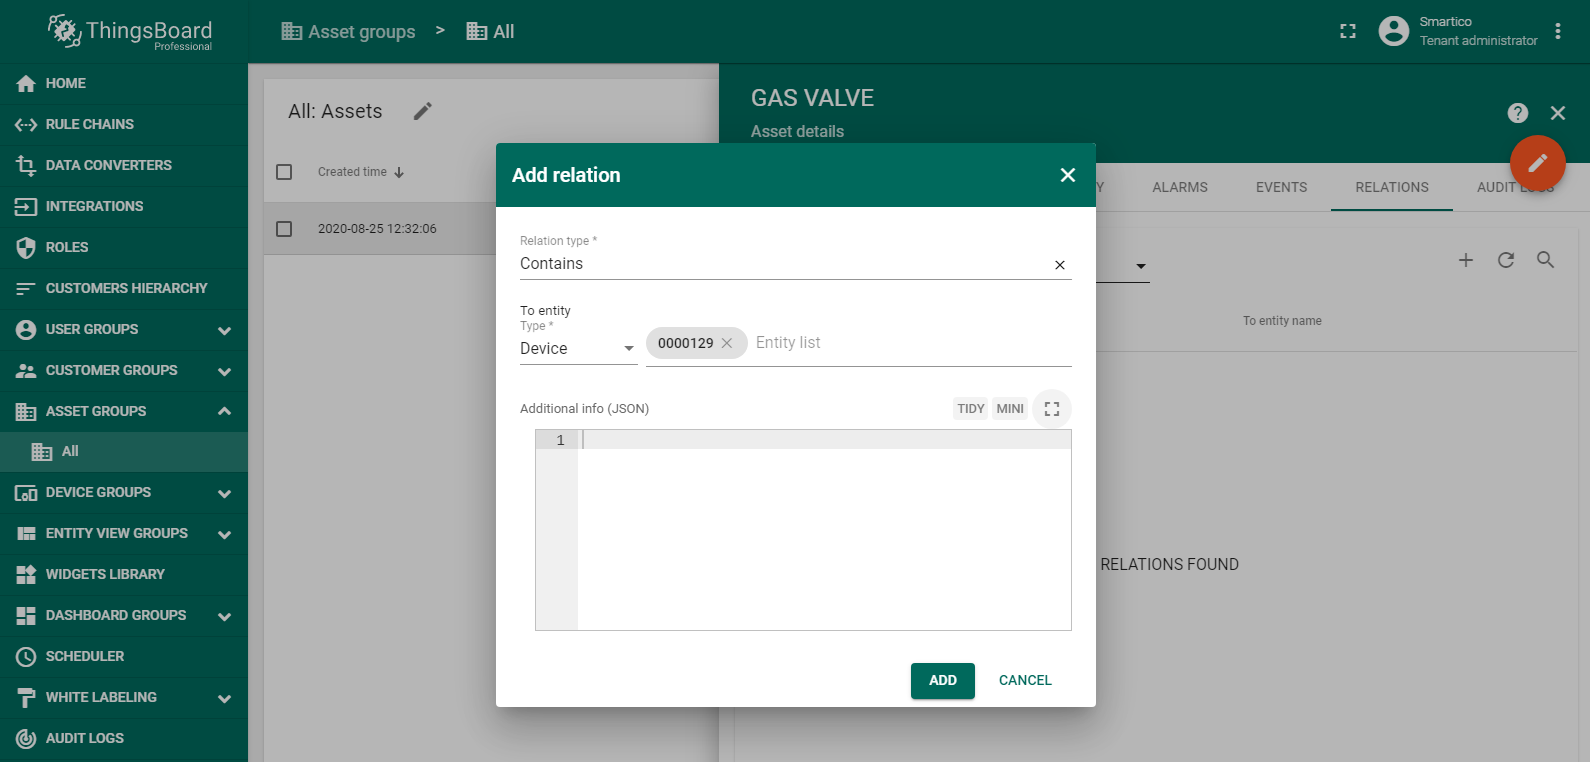 ThingsBoard
Professional
Asset groups > All
Smartico
Tenant administrator
HOME
RULE CHAINS
DATA CONVERTERS
INTEGRATIONS
ROLES
CUSTOMERS HIERARCHY
USER GROUPS
CUSTOMER GROUPS
ASSET GROUPS
All
DEVICE GROUPS
ENTITY VIEW GROUPS
WIDGETS LIBRARY
DASHBOARD GROUPS
SCHEDULER
WHITE LABELING
AUDIT LOGS
All: Assets
Created time
2020-08-25 12:32:06
GAS VALVE
Asset details
Y ALARMS EVENTS RELATIONS AUDIT LOGS
To entity name
RELATIONS FOUND
Add relation
Relation type *
Contains
To entity
Type *
Device
0000129 Entity list
Additional info (JSON)
TIDY MINI
1
ADD CANCEL